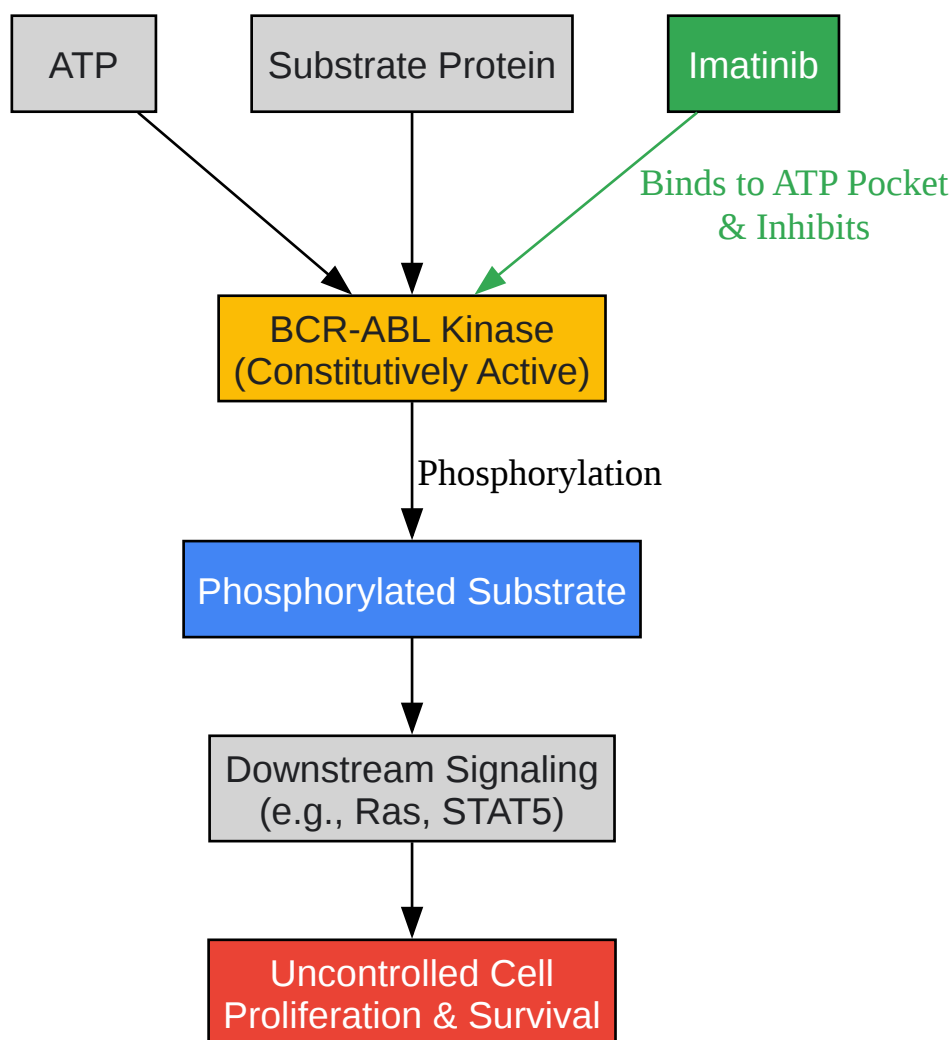 ATP
Substrate Protein
Imatinib
Binds to ATP Pocket
& Inhibits
BCR-ABL Kinase
(Constitutively Active)
Phosphorylation
Phosphorylated Substrate
Downstream Signaling
(e.g., Ras, STAT5)
Uncontrolled Cell
Proliferation & Survival